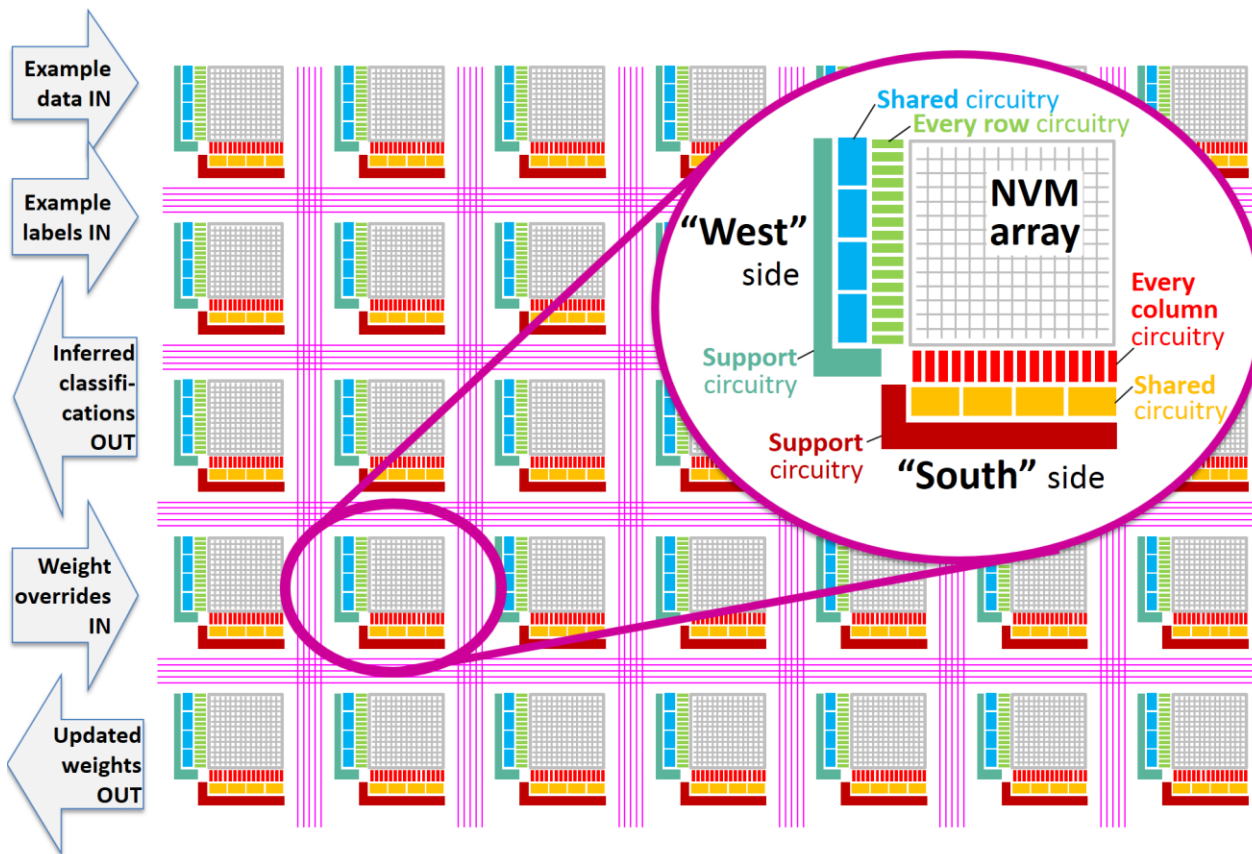 Example
data IN
Example
labels IN
Inferred
classifi-
cations
OUT
Weight
overrides
IN
Updated
weights
OUT
Shared circuitry
Every row circuitry
NVM
array
“West”
side
Every
column
circuitry
Support
circuitry
Shared
circuitry
Support
circuitry
“South” side